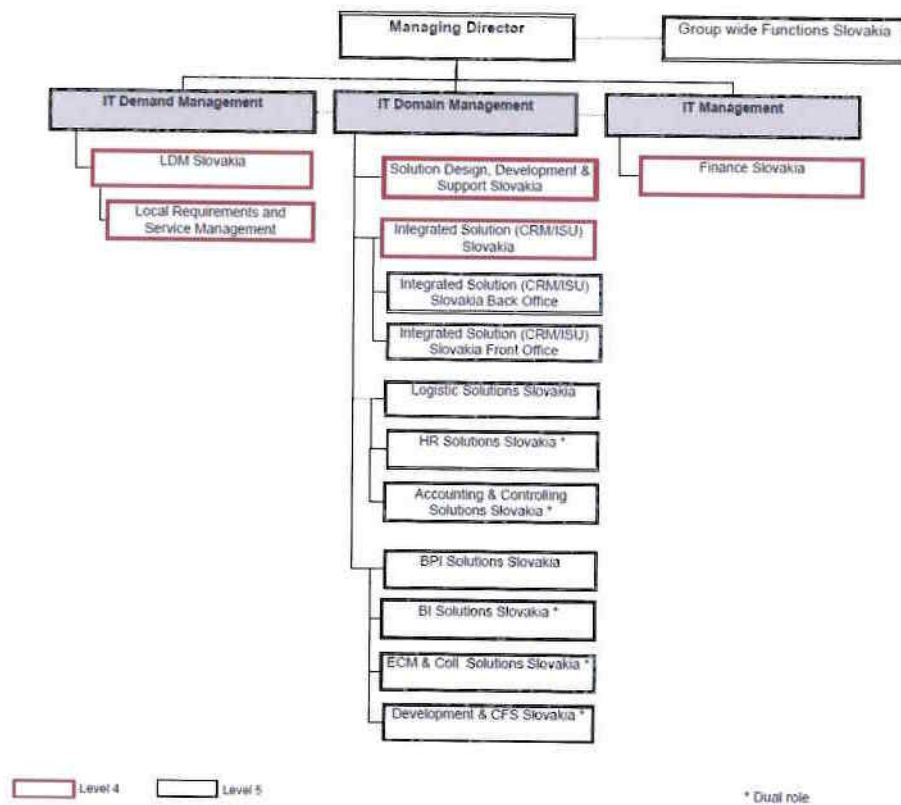 Managing Director
Group wide Functions Slovakia
IT Demand Management
IT Domain Management
IT Management
LDM Slovakia
Local Requirements and
Service Management
Solution Design, Development &
Support Slovakia
Finance Slovakia
Integrated Solution (CRM/ISU)
Slovakia
Integrated Solution (CRM/ISU)
Slovakia Back Office
Integrated Solution (CRM/ISU)
Slovakia Front Office
Logistic Solutions Slovakia
HR Solutions Slovakia *
Accounting & Controlling
Solutions Slovakia *
BPI Solutions Slovakia
BI Solutions Slovakia *
ECM & Coll Solutions Slovakia *
Development & CFS Slovakia *
Level 4
Level 5
* Dual role